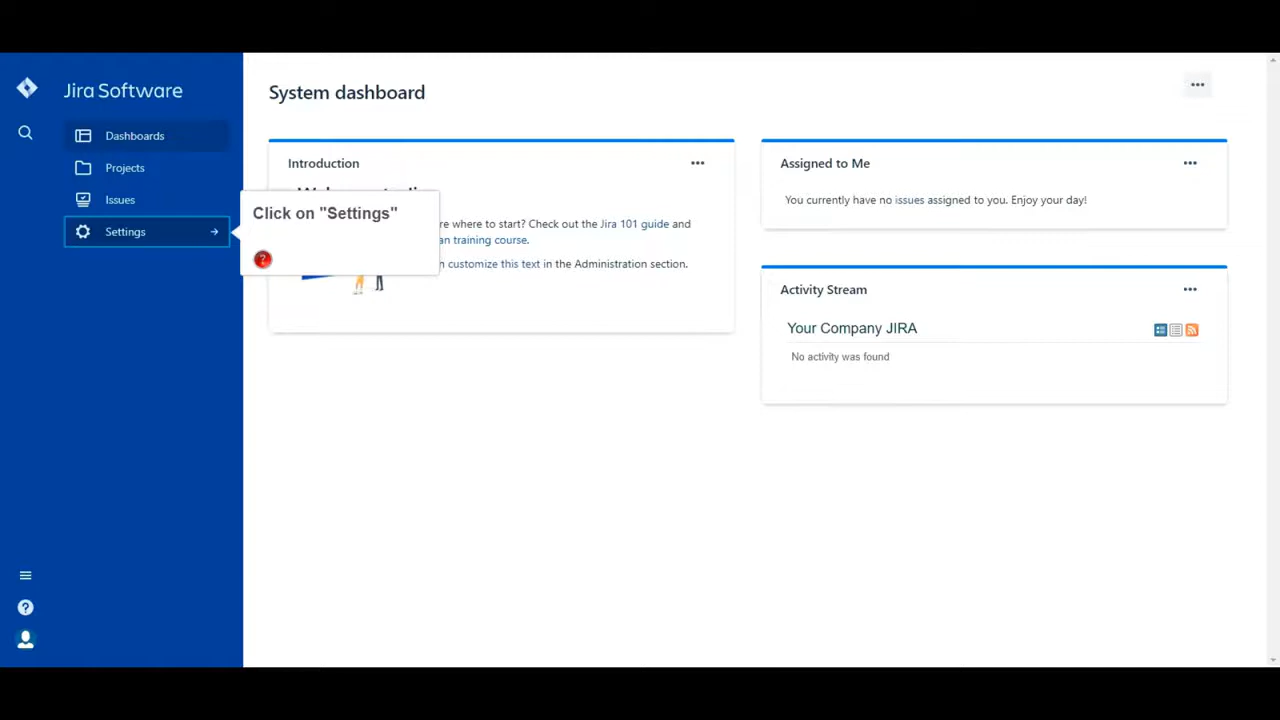 Jira Software
Dashboards
Projects
Issues
Settings
Click on "Settings"
?
System dashboard
Introduction
re where to start? Check out the Jira 101 guide and
an training course.
customize this text in the Administration section.
Assigned to Me
You currently have no issues assigned to you. Enjoy your day!
Activity Stream
Your Company JIRA
No activity was found